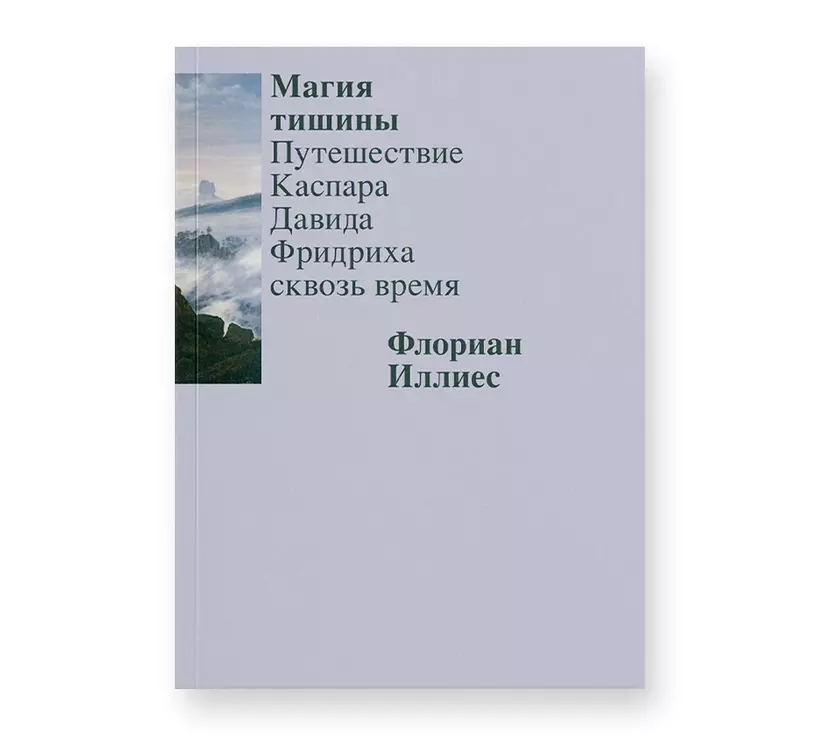 Магия
тишины
Путешествие
Каспара
Давида
Фридриха
сквозь время
Флориан
Иллиес